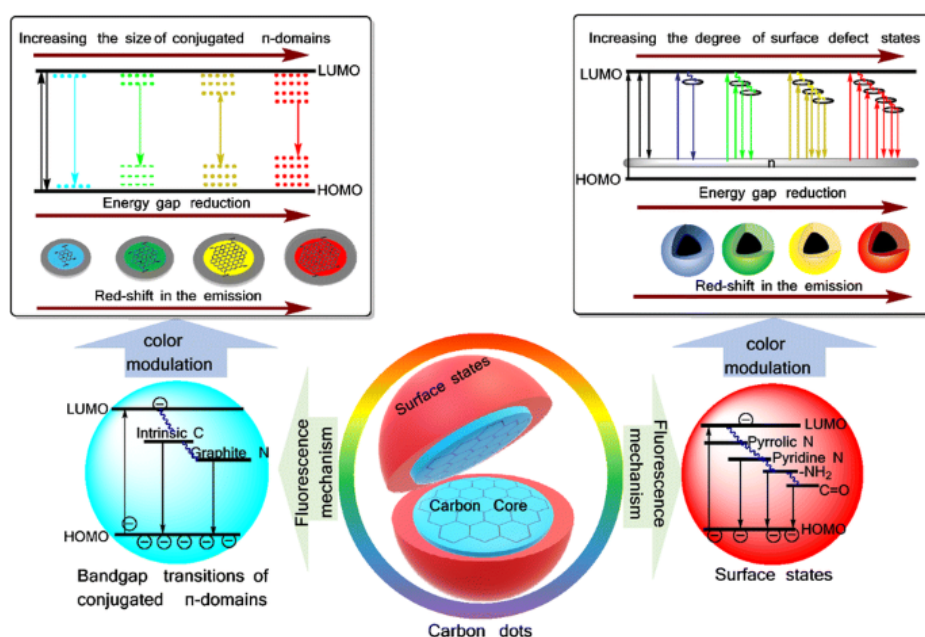 Increasing the size of conjugated n-domains
LUMO
HOMO
Energy gap reduction
Red-shift in the emission
Increasing the degree of surface defect states
LUMO
n
HOMO
Energy gap reduction
Red-shift in the emission
color
modulation
color
modulation
LUMO
Intrinsic C
Graphite N
HOMO
Bandgap transitions of
conjugated n-domains
Fluorescence
mechanism
Surface states
Carbon Core
Carbon dots
Fluorescence
mechanism
LUMO
Pyrrolic N
Pyridine N
-NH2
C=O
HOMO
Surface states